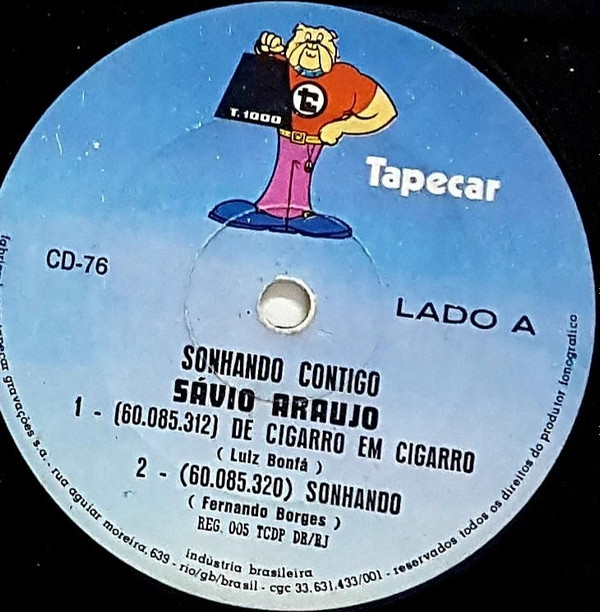 T.1000
Tapecar
CD-76
LADO A
SONHANDO CONTIGO
SÁVIO ARAUJO
1 - (60.085.312) DE CIGARRO EM CIGARRO
( Luiz Bonfá )
2 - (60.085.320) SONHANDO
( Fernando Borges )
REG. 005 TCDP DR/RJ
indústria brasileira
gravações s.a. - rua aguiar moreira, 639 - rio/gb/brasil - cgc 33.631.433/001 - reservados todos os direitos do produtor fonográfico